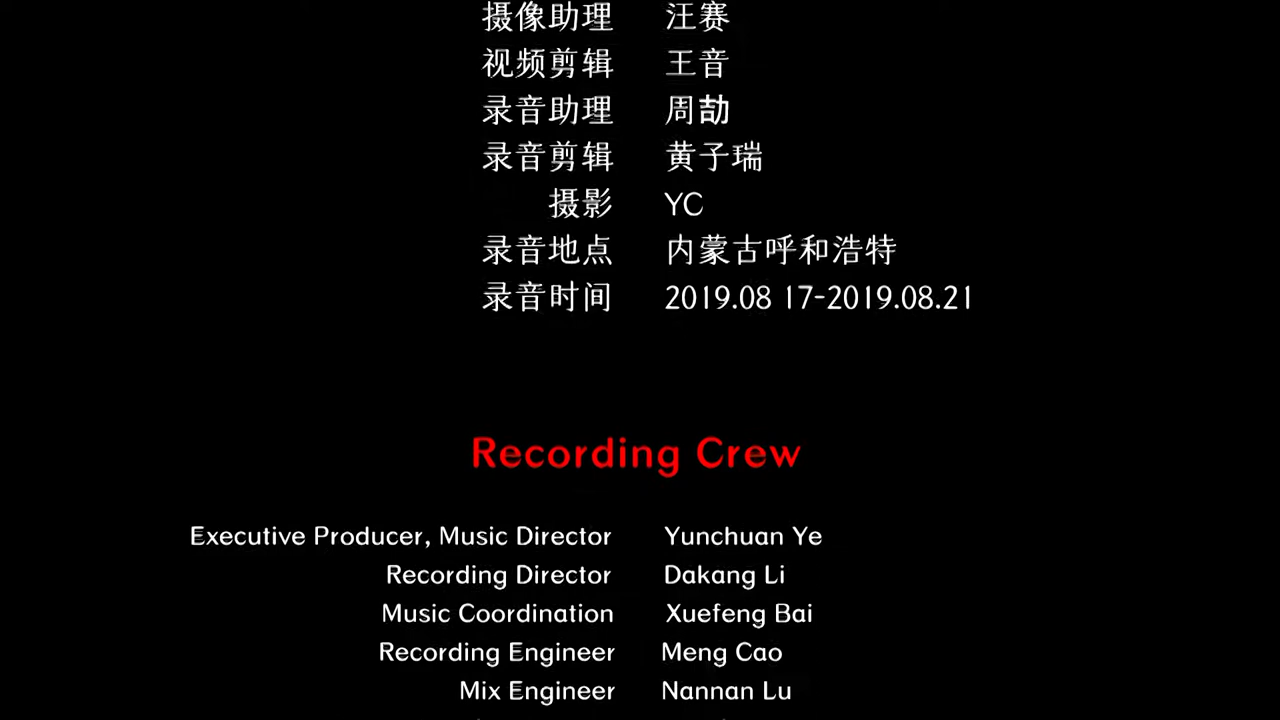 摄像助理 汪赛
视频剪辑 王音
录音助理 周劼
录音剪辑 黄子瑞
摄影 YC
录音地点 内蒙古呼和浩特
录音时间 2019.08 17-2019.08.21
Recording Crew
Executive Producer, Music Director Yunchuan Ye
Recording Director Dakang Li
Music Coordination Xuefeng Bai
Recording Engineer Meng Cao
Mix Engineer Nannan Lu